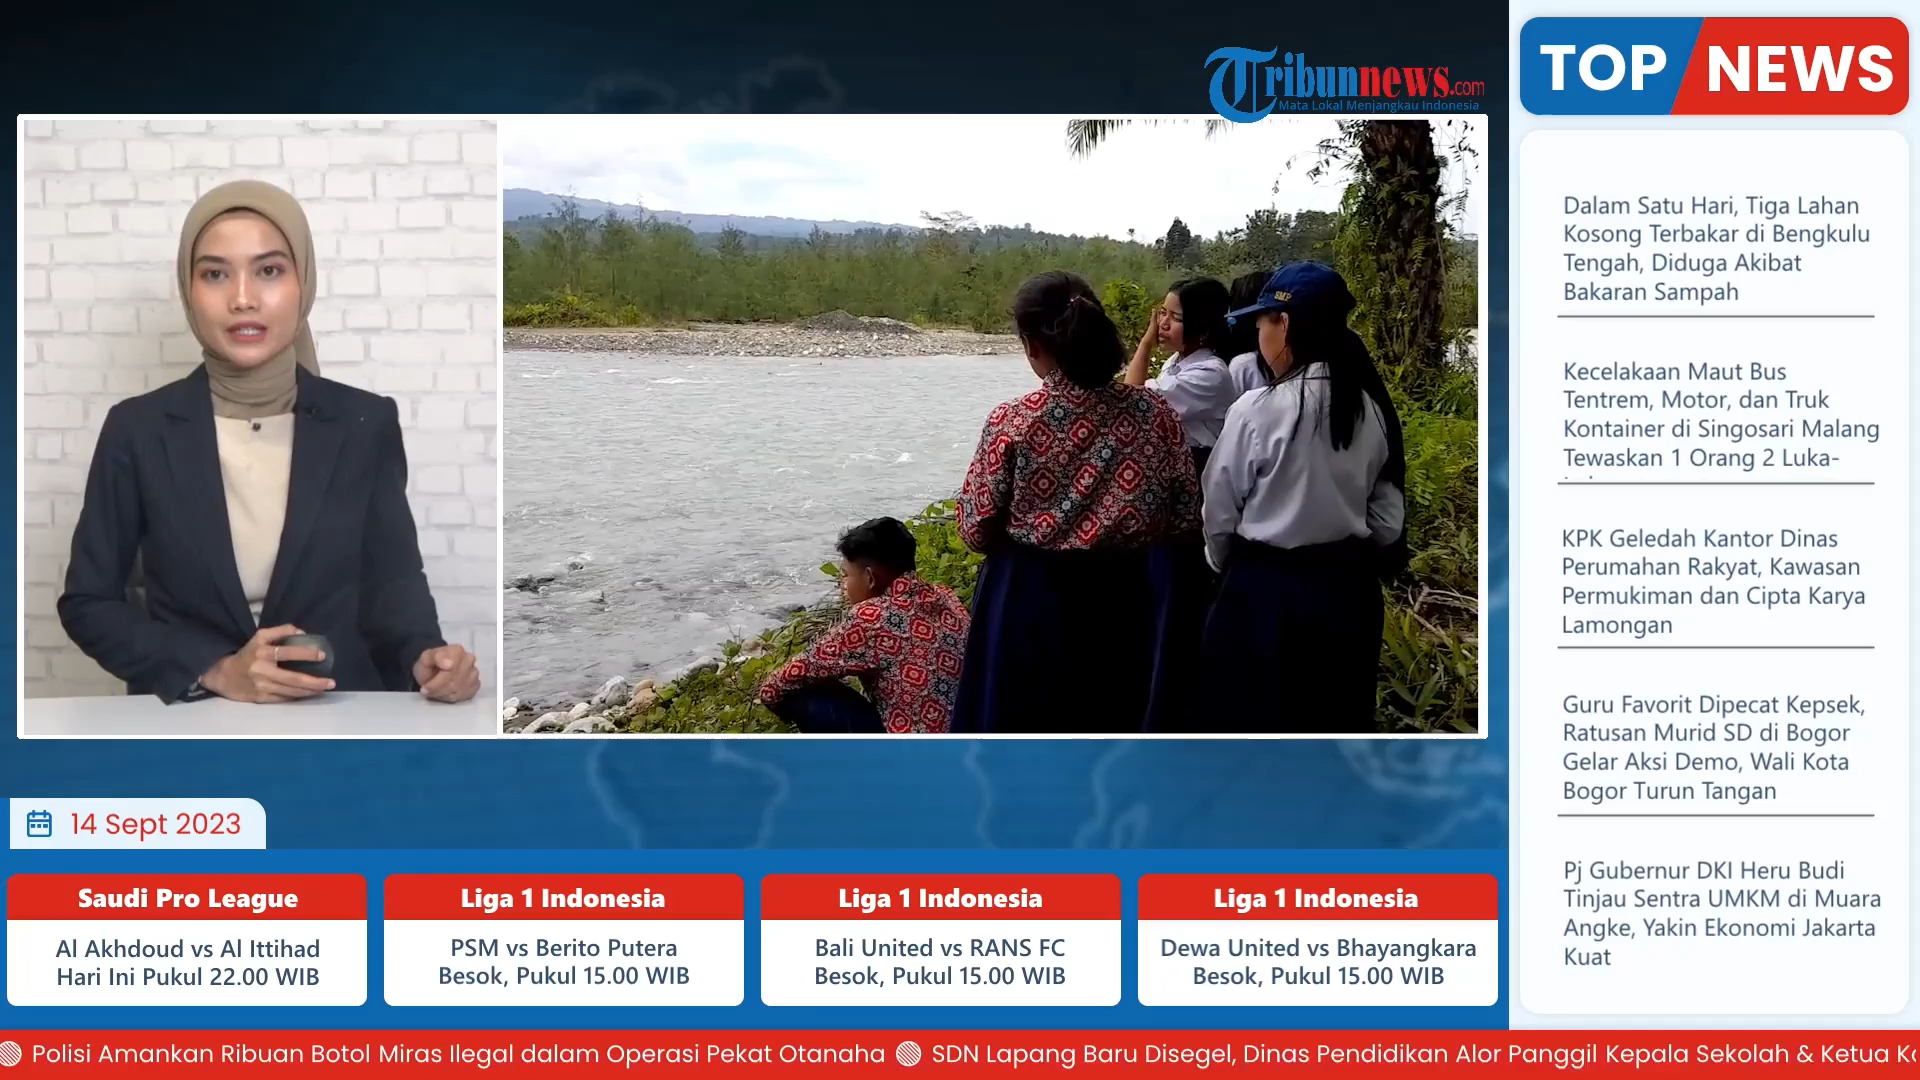 Tribunnews.com
Mata Lokal Menjangkau Indonesia
SMP
14 Sept 2023
Saudi Pro League
Al Akhdoud vs Al Ittihad
Hari Ini Pukul 22.00 WIB
Liga 1 Indonesia
PSM vs Berito Putera
Besok, Pukul 15.00 WIB
Liga 1 Indonesia
Bali United vs RANS FC
Besok, Pukul 15.00 WIB
Liga 1 Indonesia
Dewa United vs Bhayangkara
Besok, Pukul 15.00 WIB
TOP NEWS
Dalam Satu Hari, Tiga Lahan
Kosong Terbakar di Bengkulu
Tengah, Diduga Akibat
Bakaran Sampah
Kecelakaan Maut Bus
Tentrem, Motor, dan Truk
Kontainer di Singosari Malang
Tewaskan 1 Orang 2 Luka-
KPK Geledah Kantor Dinas
Perumahan Rakyat, Kawasan
Permukiman dan Cipta Karya
Lamongan
Guru Favorit Dipecat Kepsek,
Ratusan Murid SD di Bogor
Gelar Aksi Demo, Wali Kota
Bogor Turun Tangan
Pj Gubernur DKI Heru Budi
Tinjau Sentra UMKM di Muara
Angke, Yakin Ekonomi Jakarta
Kuat
Polisi Amankan Ribuan Botol Miras Ilegal dalam Operasi Pekat Otanaha SDN Lapang Baru Disegel, Dinas Pendidikan Alor Panggil Kepala Sekolah & Ketua